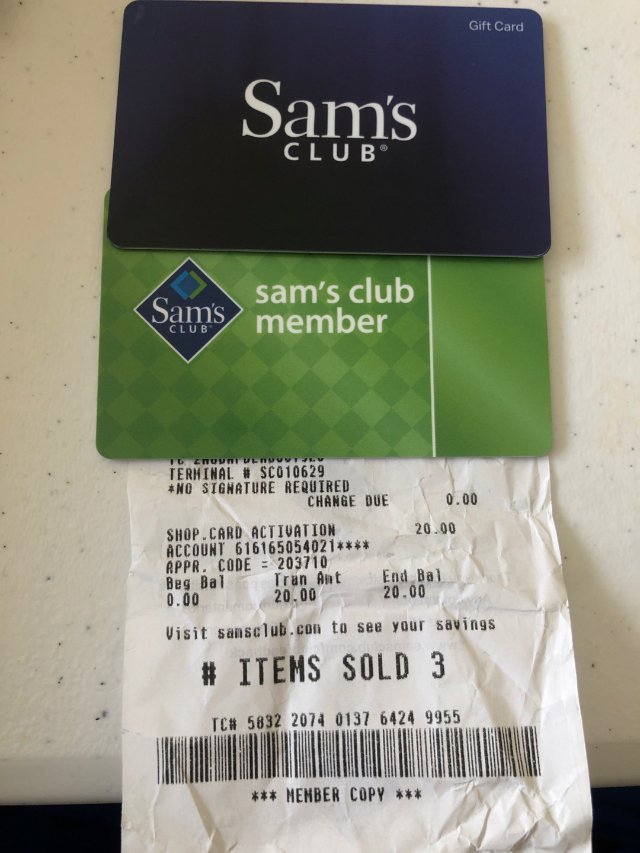 Gift Card
Sam's
CLUB®
Sam's
CLUB
sam's club
member
TERMINAL # SC010629
*NO SIGNATURE REQUIRED
CHANGE DUE 0.00
SHOP.CARD ACTIVATION 20.00
ACCOUNT 616165054021****
APPR. CODE = 203710
Beg Bal Tran Amt End Bal
0.00 20.00 20.00
Visit samsclub.com to see your savings
# ITEMS SOLD 3
TC# 5832 2074 0137 6424 9955
*** MEMBER COPY ***